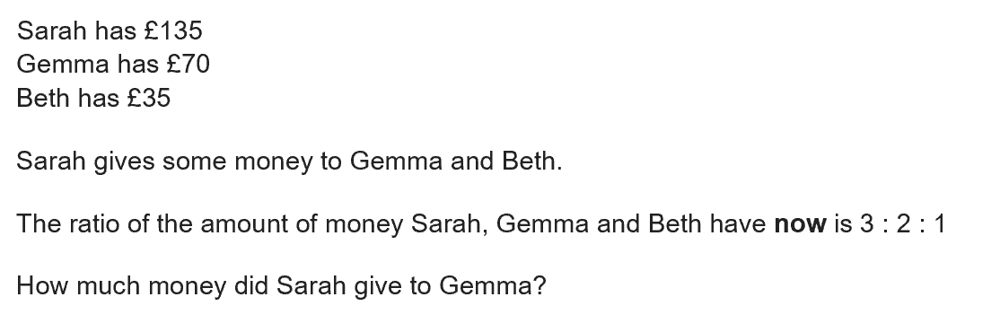 Sarah has £135
Gemma has £70
Beth has £35
Sarah gives some money to Gemma and Beth.
The ratio of the amount of money Sarah, Gemma and Beth have now is 3 : 2 : 1
How much money did Sarah give to Gemma?